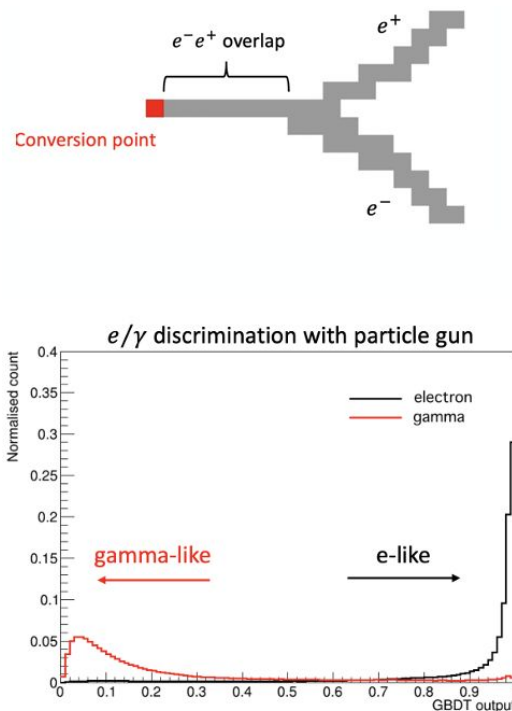 e⁻e⁺ overlap
e⁺
Conversion point
e⁻
e/γ discrimination with particle gun
Normalised count
0.4
0.35
0.3
0.25
0.2
0.15
0.1
0.05
0
electron
gamma
gamma-like
e-like
0 0.1 0.2 0.3 0.4 0.5 0.6 0.7 0.8 0.9
GBDT output